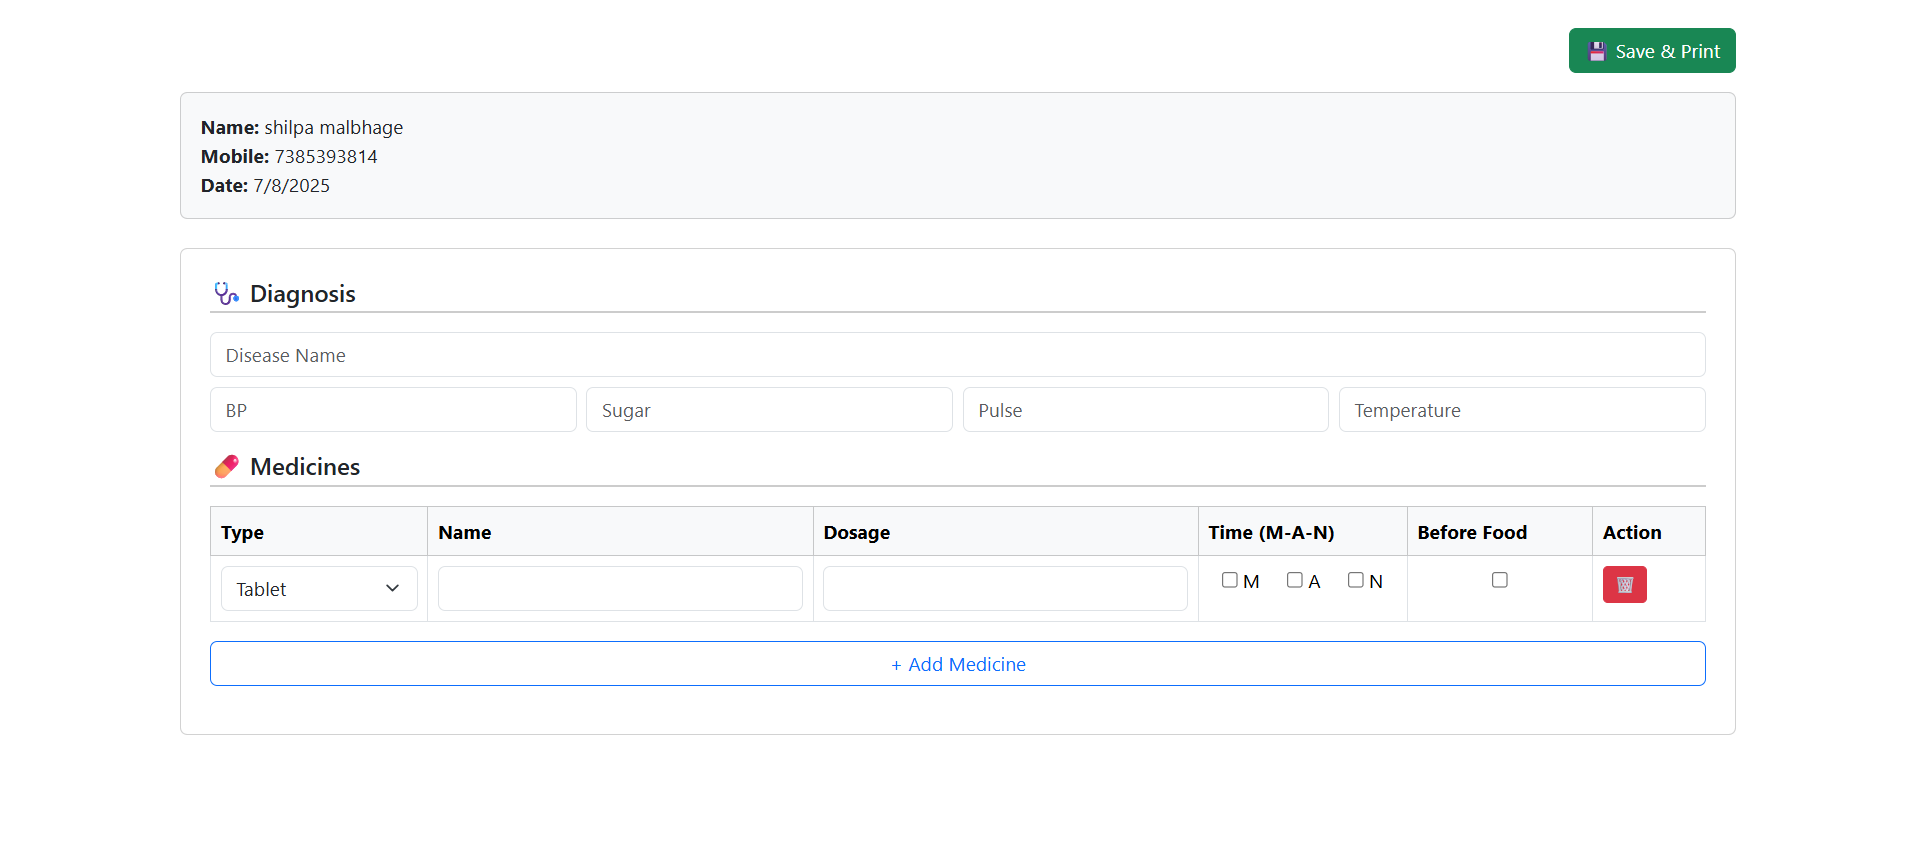 Save & Print
Name: shilpa malbhage
Mobile: 7385393814
Date: 7/8/2025
Diagnosis
Disease Name
BP Sugar Pulse Temperature
Medicines
Type Name Dosage Time (M-A-N) Before Food Action
Tablet M A N
+ Add Medicine